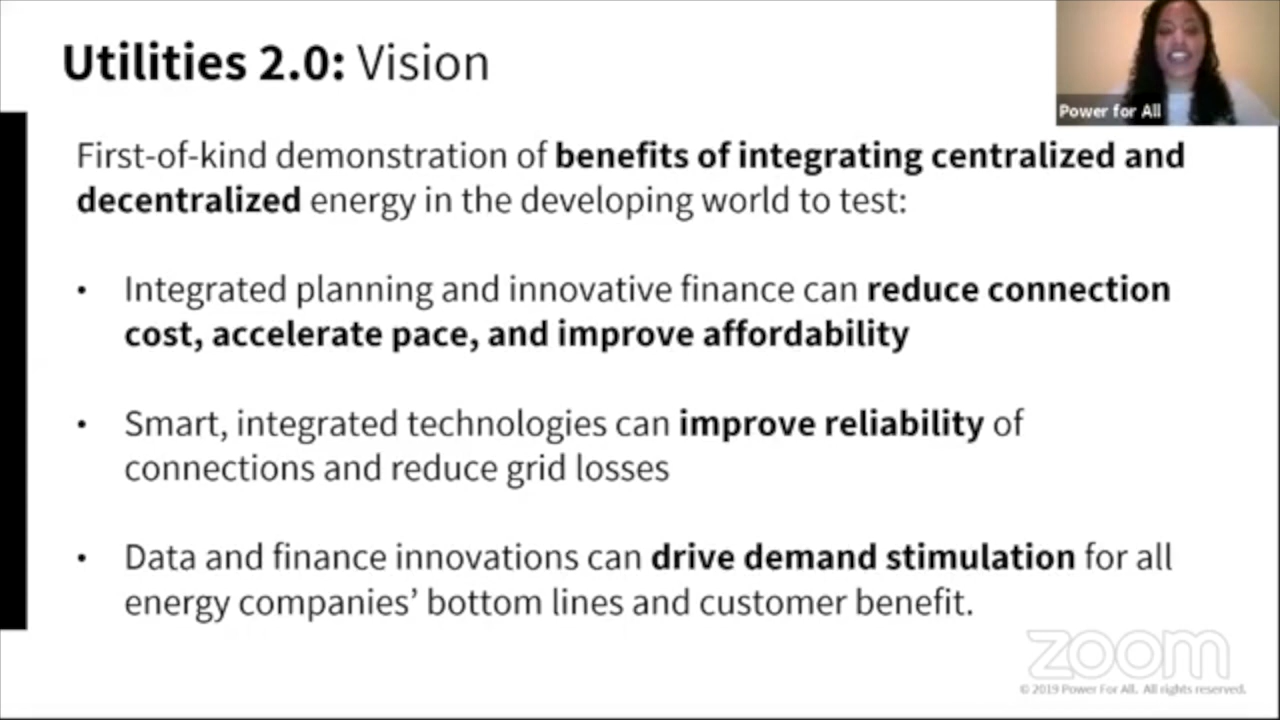 Utilities 2.0: Vision
Power for All
First-of-kind demonstration of benefits of integrating centralized and
decentralized energy in the developing world to test:
• Integrated planning and innovative finance can reduce connection
cost, accelerate pace, and improve affordability
• Smart, integrated technologies can improve reliability of
connections and reduce grid losses
• Data and finance innovations can drive demand stimulation for all
energy companies’ bottom lines and customer benefit.
zoom
© 2019 Power For All. All rights reserved.